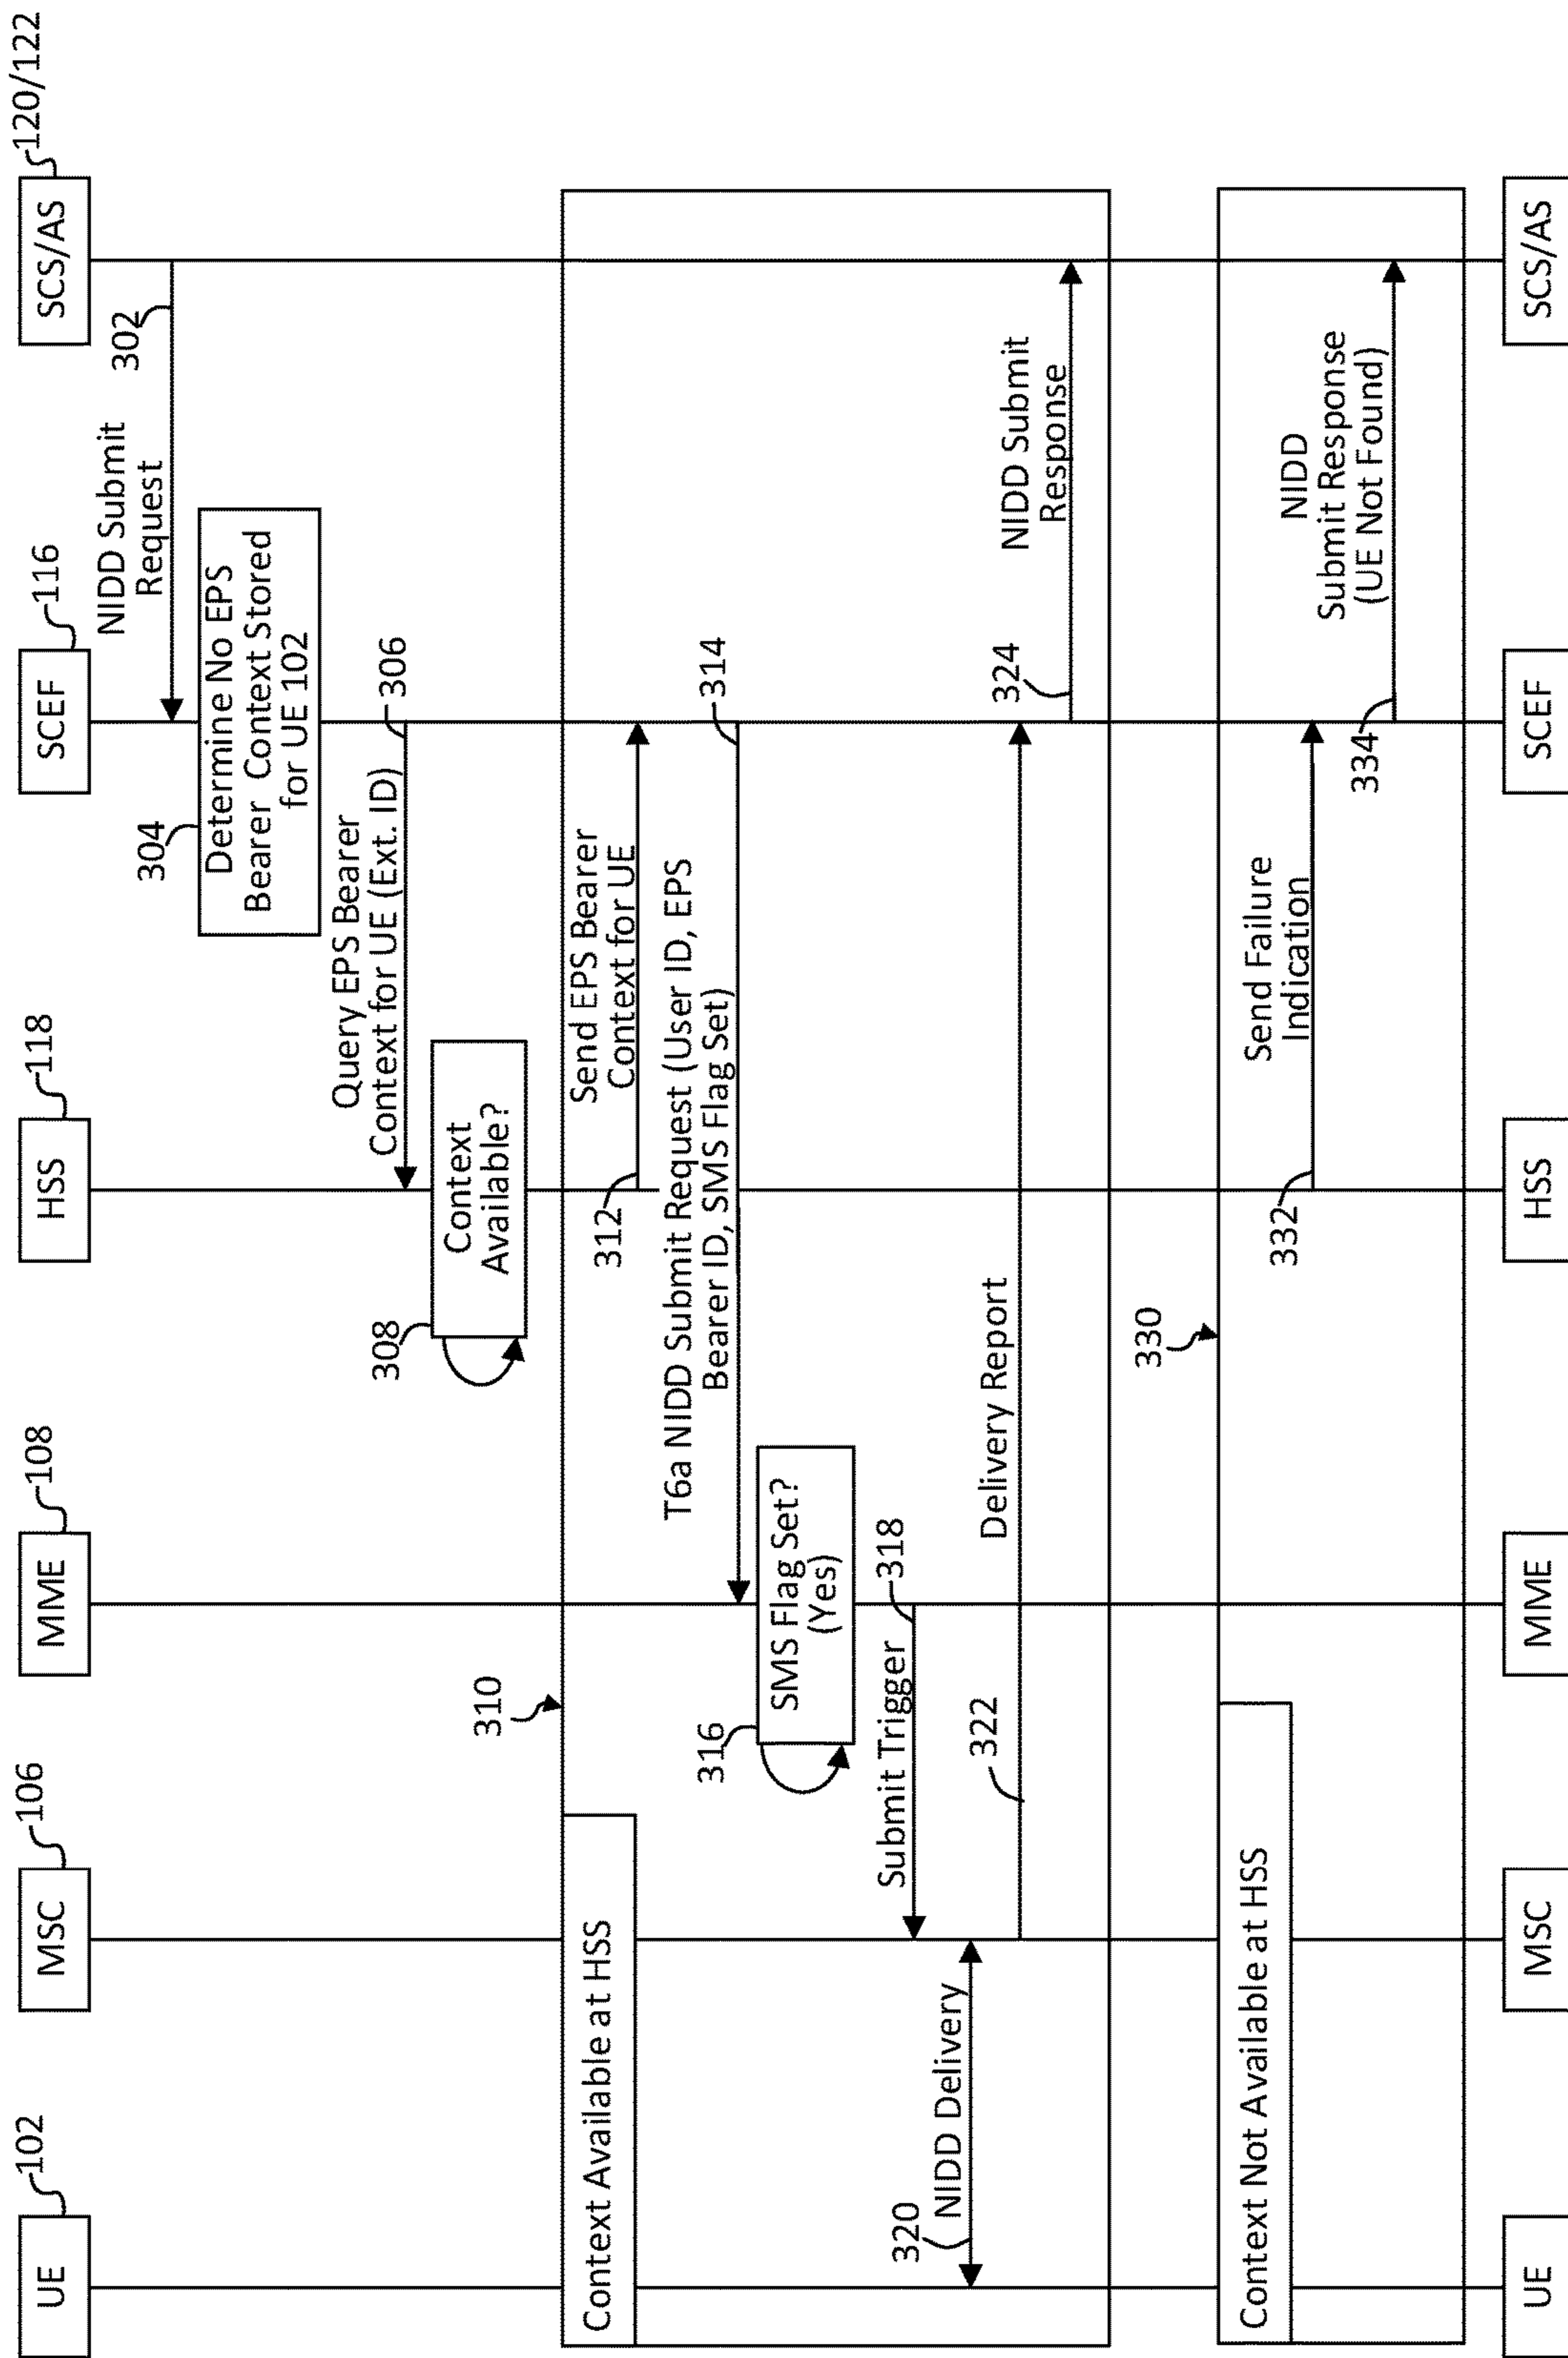 UE
102
MSC
106
MME
108
HSS
118
SCEF
116
SCS/AS
120/122
302
NIDD Submit
Request
304
Determine No EPS
Bearer Context Stored
for UE 102
306
Query EPS Bearer
Context for UE (Ext. ID)
308
Context
Available?
310
Context Available at HSS
312
Send EPS Bearer
Context for UE
314
T6a NIDD Submit Request (User ID, EPS
Bearer ID, SMS Flag Set)
316
SMS Flag Set?
(Yes)
318
Submit Trigger
320
NIDD Delivery
322
Delivery Report
324
NIDD Submit
Response
330
Context Not Available at HSS
332
Send Failure
Indication
334
NIDD
Submit Response
(UE Not Found)
UE
MSC
MME
HSS
SCEF
SCS/AS